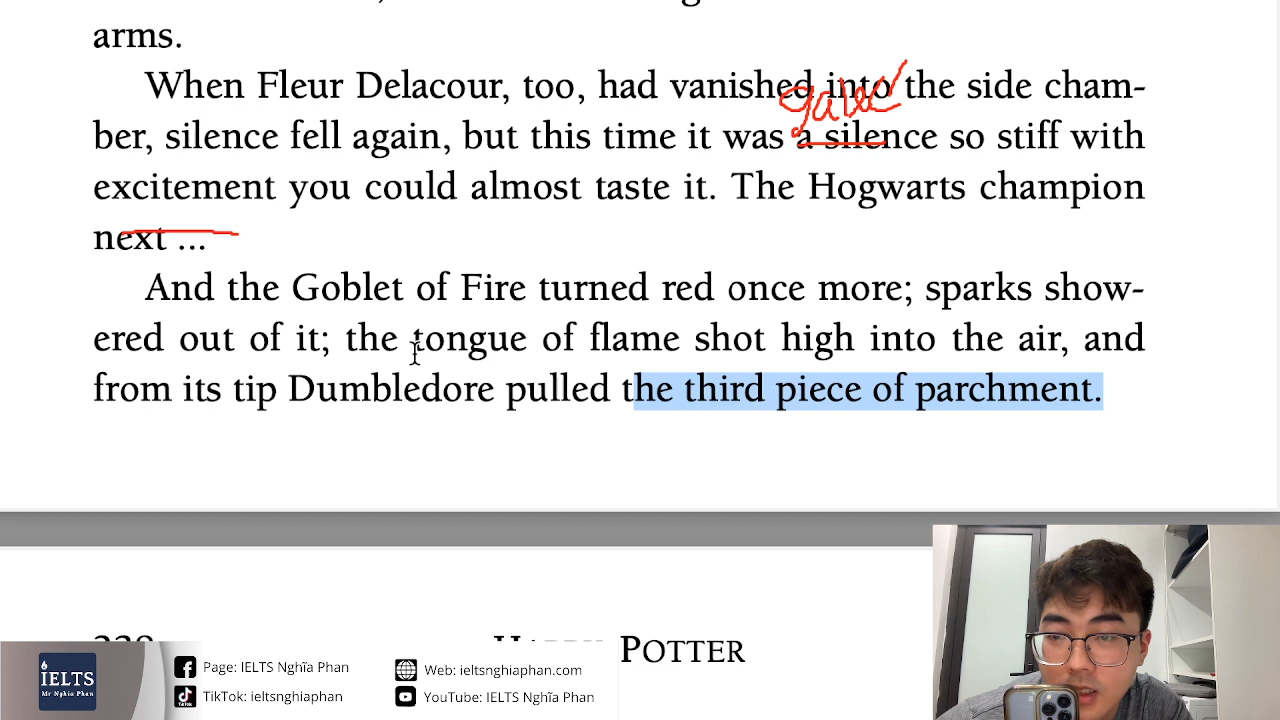 arms.
When Fleur Delacour, too, had vanished into the side cham-
ber, silence fell again, but this time it was a silence so stiff with
excitement you could almost taste it. The Hogwarts champion
next ...
And the Goblet of Fire turned red once more; sparks show-
ered out of it; the tongue of flame shot high into the air, and
from its tip Dumbledore pulled the third piece of parchment.
POTTER
IELTS
Mr Nghia Phan
Page: IELTS Nghĩa Phan
TikTok: ieltsnghiaphan
Web: ieltsnghiaphan.com
YouTube: IELTS Nghĩa Phan